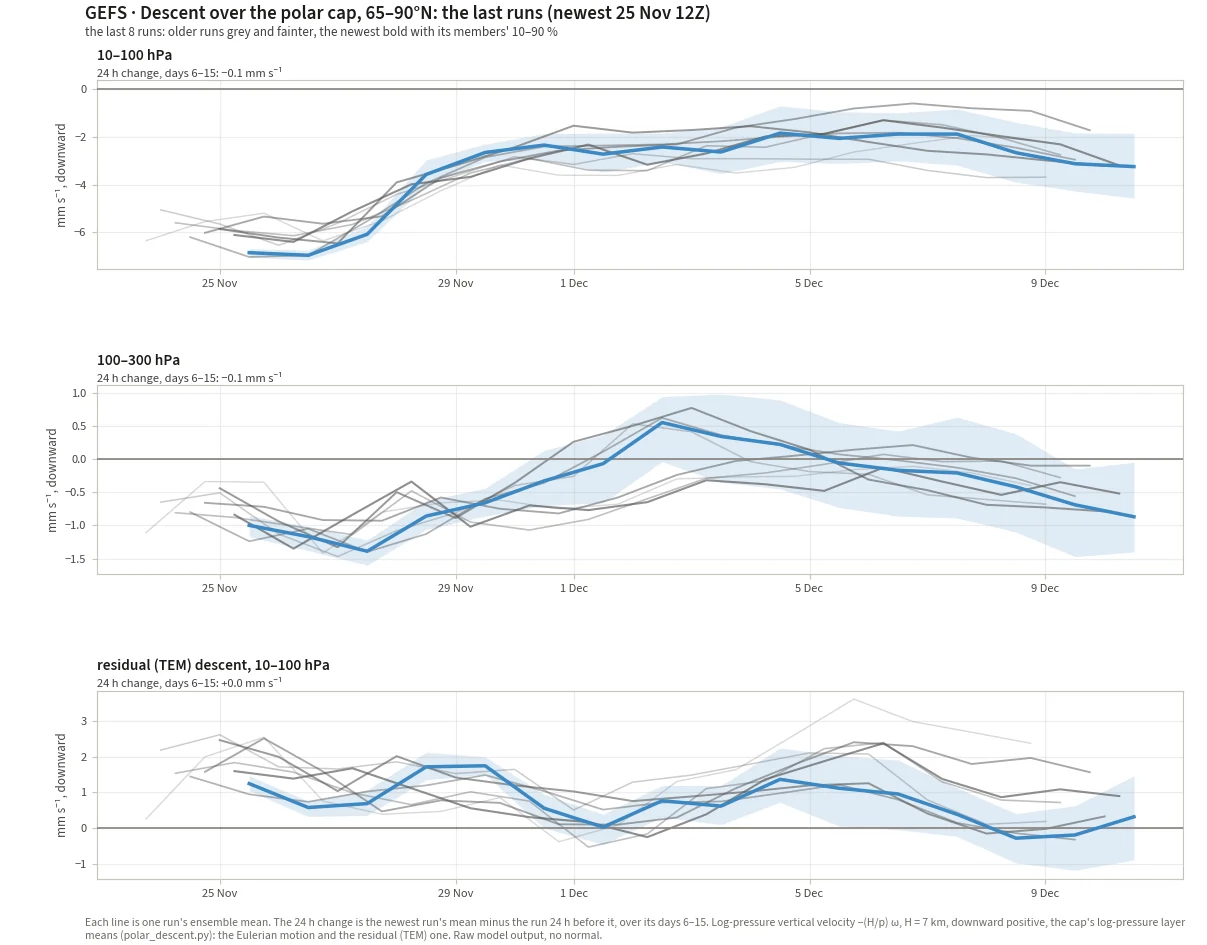 GEFS · Descent over the polar cap, 65–90°N: the last runs (newest 25 Nov 12Z)
the last 8 runs: older runs grey and fainter, the newest bold with its members' 10–90 %
10–100 hPa
24 h change, days 6–15: −0.1 mm s⁻¹
0
−2
−4
−6
mm s⁻¹, downward
25 Nov
29 Nov
1 Dec
5 Dec
9 Dec
100–300 hPa
24 h change, days 6–15: −0.1 mm s⁻¹
1.0
0.5
0.0
−0.5
−1.0
−1.5
mm s⁻¹, downward
25 Nov
29 Nov
1 Dec
5 Dec
9 Dec
residual (TEM) descent, 10–100 hPa
24 h change, days 6–15: +0.0 mm s⁻¹
3
2
1
0
−1
mm s⁻¹, downward
25 Nov
29 Nov
1 Dec
5 Dec
9 Dec
Each line is one run's ensemble mean. The 24 h change is the newest run's mean minus the run 24 h before it, over its days 6–15. Log-pressure vertical velocity −(H/p) ω, H = 7 km, downward positive, the cap's log-pressure layer
means (polar_descent.py): the Eulerian motion and the residual (TEM) one. Raw model output, no normal.